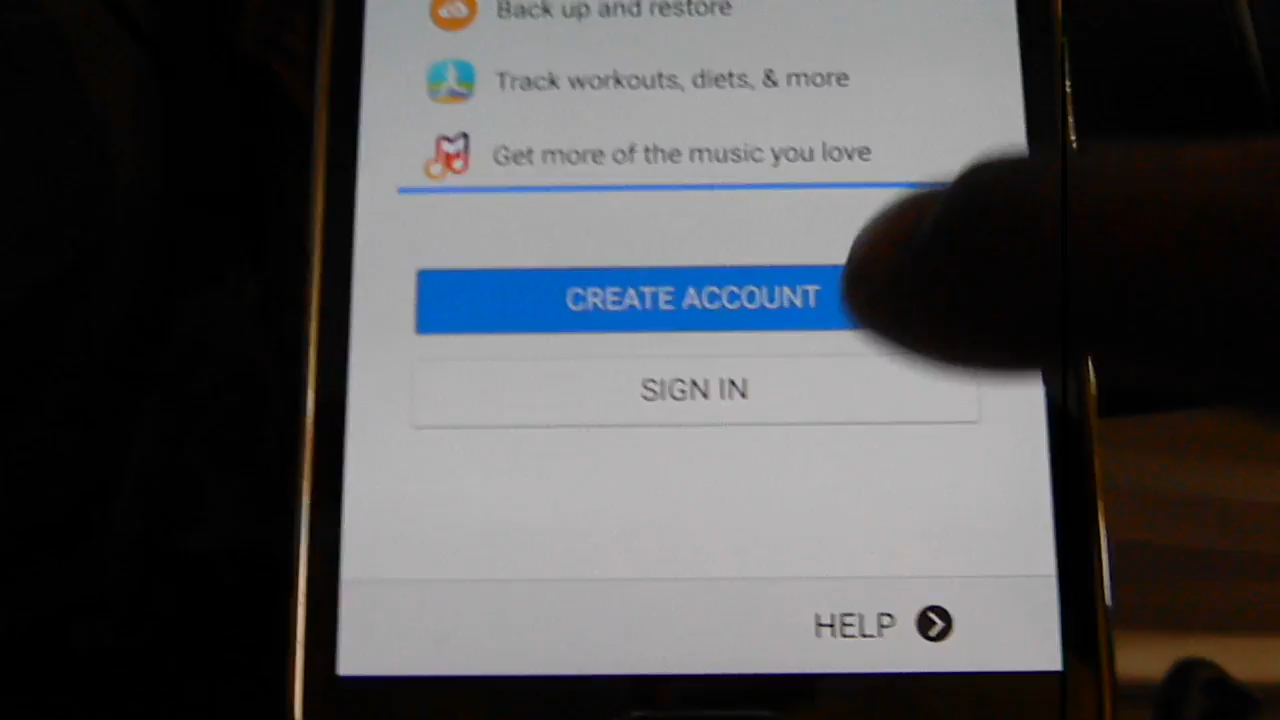 Back up and restore
Track workouts, diets, & more
Get more of the music you love
CREATE ACCOUNT
SIGN IN
HELP